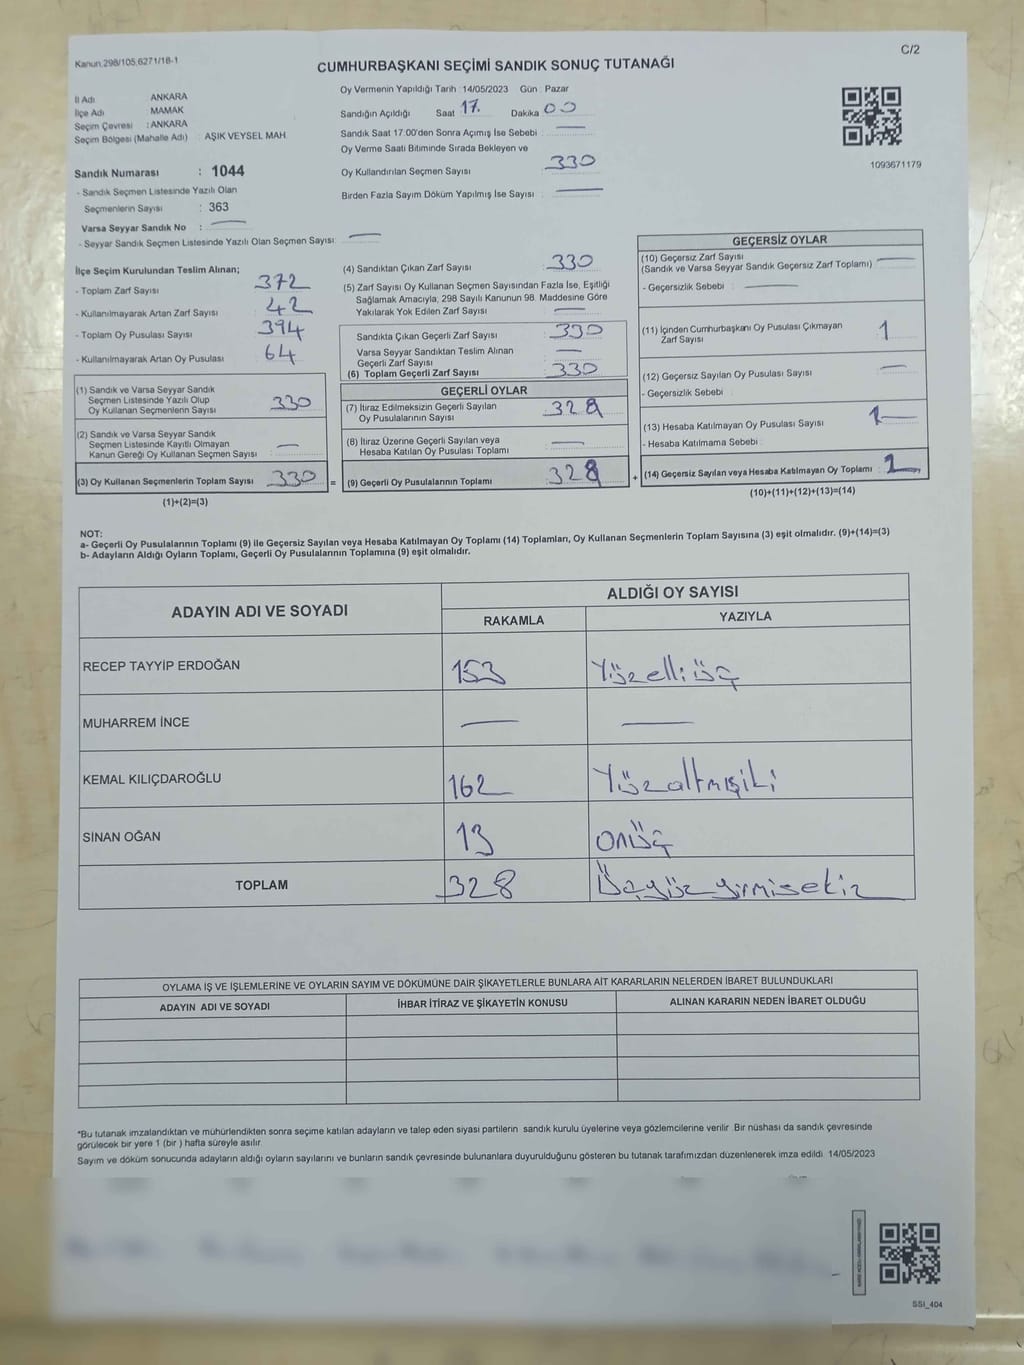 Kanun.298/105,6271/18-1
C/2
CUMHURBAŞKANI SEÇİMİ SANDIK SONUÇ TUTANAĞI
İl Adı ANKARA
İlçe Adı MAMAK
Seçim Çevresi : ANKARA
Seçim Bölgesi (Mahalle Adı) : AŞIK VEYSEL MAH.
Oy Vermenin Yapıldığı Tarih : 14/05/2023 Gün : Pazar
Sandığın Açıldığı Saat 17. Dakika 00
Sandık Saat 17:00'den Sonra Açımış İse Sebebi : —
Oy Verme Saati Bitiminde Sırada Bekleyen ve
Oy Kullandırılan Seçmen Sayısı 330
Birden Fazla Sayım Döküm Yapılmış İse Sayısı : —
1093671179
Sandık Numarası : 1044
- Sandık Seçmen Listesinde Yazılı Olan
Seçmenlerin Sayısı : 363
Varsa Seyyar Sandık No : —
- Seyyar Sandık Seçmen Listesinde Yazılı Olan Seçmen Sayısı: —
İlçe Seçim Kurulundan Teslim Alınan;
- Toplam Zarf Sayısı 372
- Kullanılmayarak Artan Zarf Sayısı 42
- Toplam Oy Pusulası Sayısı 394
- Kullanılmayarak Artan Oy Pusulası 64
(1) Sandık ve Varsa Seyyar Sandık
Seçmen Listesinde Yazılı Olup
Oy Kullanan Seçmenlerin Sayısı 330
(2) Sandık ve Varsa Seyyar Sandık
Seçmen Listesinde Kayıtlı Olmayan
Kanun Gereği Oy Kullanan Seçmen Sayısı : —
(3) Oy Kullanan Seçmenlerin Toplam Sayısı 330 =
(1)+(2)=(3)
(4) Sandıktan Çıkan Zarf Sayısı 330
(5) Zarf Sayısı Oy Kullanan Seçmen Sayısından Fazla İse, Eşitliği
Sağlamak Amacıyla, 298 Sayılı Kanunun 98. Maddesine Göre
Yakılarak Yok Edilen Zarf Sayısı —
Sandıkta Çıkan Geçerli Zarf Sayısı 330
Varsa Seyyar Sandıktan Teslim Alınan
Geçerli Zarf Sayısı —
(6) Toplam Geçerli Zarf Sayısı 330
GEÇERLİ OYLAR
(7) İtiraz Edilmeksizin Geçerli Sayılan
Oy Pusulalarının Sayısı 328
(8) İtiraz Üzerine Geçerli Sayılan veya
Hesaba Katılan Oy Pusulası Toplamı —
(9) Geçerli Oy Pusulalarının Toplamı 328 +
GEÇERSİZ OYLAR
(10) Geçersiz Zarf Sayısı
(Sandık ve Varsa Seyyar Sandık Geçersiz Zarf Toplamı) —
- Geçersizlik Sebebi : —
(11) İçinden Cumhurbaşkanı Oy Pusulası Çıkmayan
Zarf Sayısı 1
(12) Geçersiz Sayılan Oy Pusulası Sayısı —
- Geçersizlik Sebebi :
(13) Hesaba Katılmayan Oy Pusulası Sayısı 1
- Hesaba Katılmama Sebebi :
(14) Geçersiz Sayılan veya Hesaba Katılmayan Oy Toplamı :
(10)+(11)+(12)+(13)=(14)
NOT:
a- Geçerli Oy Pusulalarının Toplamı (9) ile Geçersiz Sayılan veya Hesaba Katılmayan Oy Toplamı (14) Toplamları, Oy Kullanan Seçmenlerin Toplam Sayısına (3) eşit olmalıdır. (9)+(14)=(3)
b- Adayların Aldığı Oyların Toplamı, Geçerli Oy Pusulalarının Toplamına (9) eşit olmalıdır.
ADAYIN ADI VE SOYADI
ALDIĞI OY SAYISI
RAKAMLA YAZIYLA
RECEP TAYYİP ERDOĞAN 153 Yüzelliüç
MUHARREM İNCE — —
KEMAL KILIÇDAROĞLU 162 Yüzaltmışiki
SİNAN OĞAN 13 onüç
TOPLAM 328 Üçyüzyirmisekiz
OYLAMA İŞ VE İŞLEMLERİNE VE OYLARIN SAYIM VE DÖKÜMÜNE DAİR ŞİKAYETLERLE BUNLARA AİT KARARLARIN NELERDEN İBARET BULUNDUKLARI
ADAYIN ADI VE SOYADI İHBAR İTİRAZ VE ŞİKAYETİN KONUSU ALINAN KARARIN NEDEN İBARET OLDUĞU
*Bu tutanak imzalandıktan ve mühürlendikten sonra seçime katılan adayların ve talep eden siyasi partilerin sandık kurulu üyelerine veya gözlemcilerine verilir. Bir nüshası da sandık çevresinde
görülecek bir yere 1 (bir ) hafta süreyle asılır.
Sayım ve döküm sonucunda adayların aldığı oyların sayılarını ve bunların sandık çevresinde bulunanlara duyurulduğunu gösteren bu tutanak tarafımızdan düzenlenerek imza edildi. 14/05/2023
SSI_404